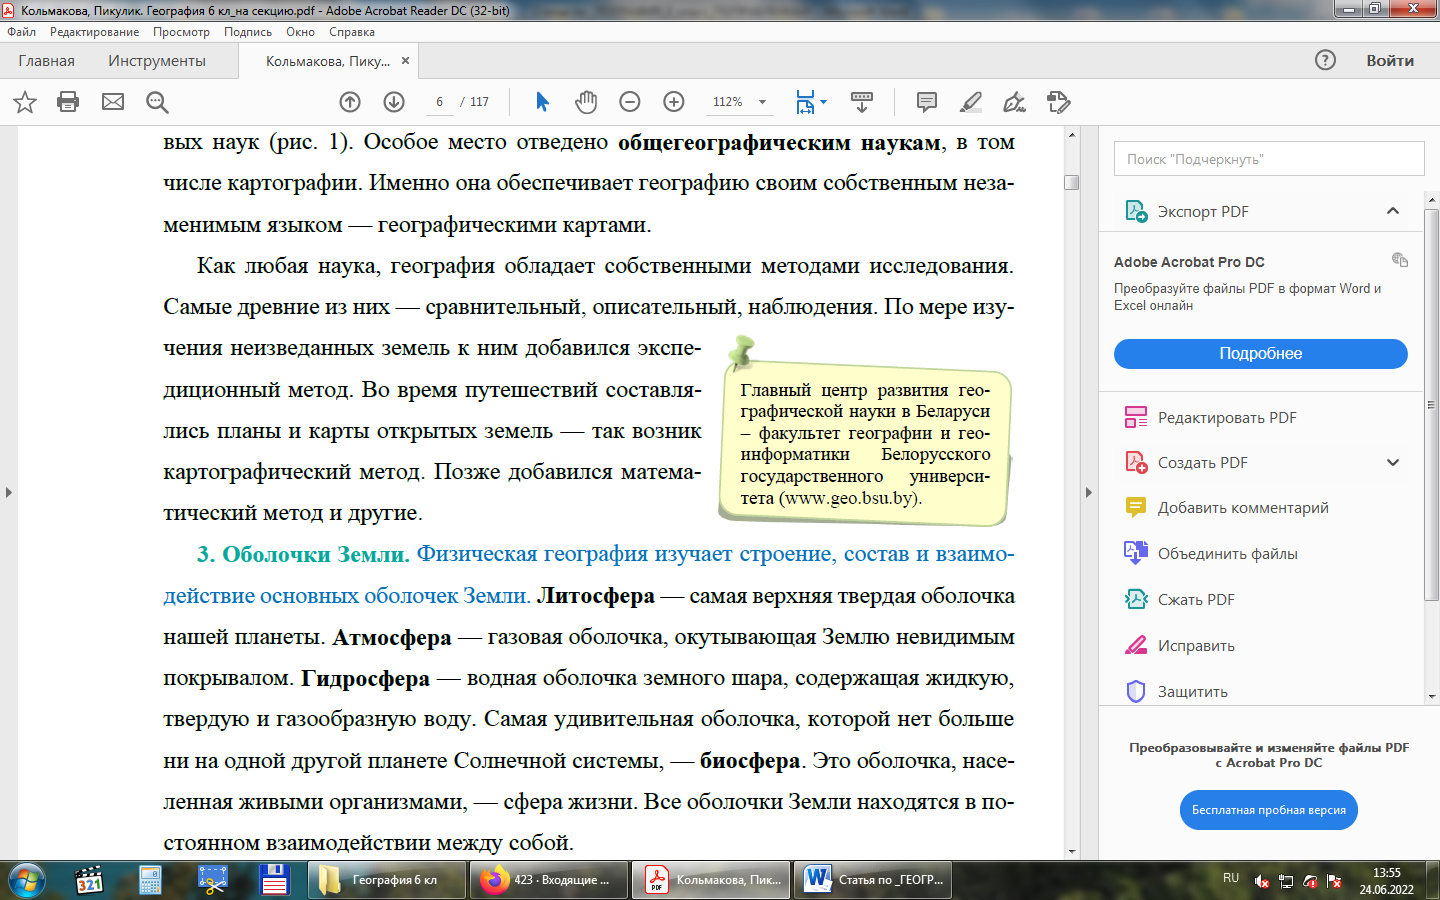 Кольмакова, Пикулик. География 6 кл_на секцию.pdf - Adobe Acrobat Reader DC (32-bit)
Файл Редактирование Просмотр Подпись Окно Справка
Главная Инструменты Кольмакова, Пику... × Войти
6 / 117 112%
вых наук (рис. 1). Особое место отведено общегеографическим наукам, в том
числе картографии. Именно она обеспечивает географию своим собственным неза-
менимым языком — географическими картами.
Как любая наука, география обладает собственными методами исследования.
Самые древние из них — сравнительный, описательный, наблюдения. По мере изу-
чения неизведанных земель к ним добавился экспе-
диционный метод. Во время путешествий составля-
лись планы и карты открытых земель — так возник
картографический метод. Позже добавился матема-
тический метод и другие.
Главный центр развития гео-
графической науки в Беларуси
– факультет географии и гео-
информатики Белорусского
государственного универси-
тета (www.geo.bsu.by).
3. Оболочки Земли. Физическая география изучает строение, состав и взаимо-
действие основных оболочек Земли. Литосфера — самая верхняя твердая оболочка
нашей планеты. Атмосфера — газовая оболочка, окутывающая Землю невидимым
покрывалом. Гидросфера — водная оболочка земного шара, содержащая жидкую,
твердую и газообразную воду. Самая удивительная оболочка, которой нет больше
ни на одной другой планете Солнечной системы, — биосфера. Это оболочка, насе-
ленная живыми организмами, — сфера жизни. Все оболочки Земли находятся в по-
стоянном взаимодействии между собой.
Поиск "Подчеркнуть"
Экспорт PDF
Adobe Acrobat Pro DC
Преобразуйте файлы PDF в формат Word и
Excel онлайн
Подробнее
Редактировать PDF
Создать PDF
Добавить комментарий
Объединить файлы
Сжать PDF
Исправить
Защитить
Преобразовывайте и изменяйте файлы PDF
с Acrobat Pro DC
Бесплатная пробная версия
321 География 6 кл 423 · Входящие ... Кольмакова, Пик... Статья по _ГЕОГР... RU 13:55
24.06.2022